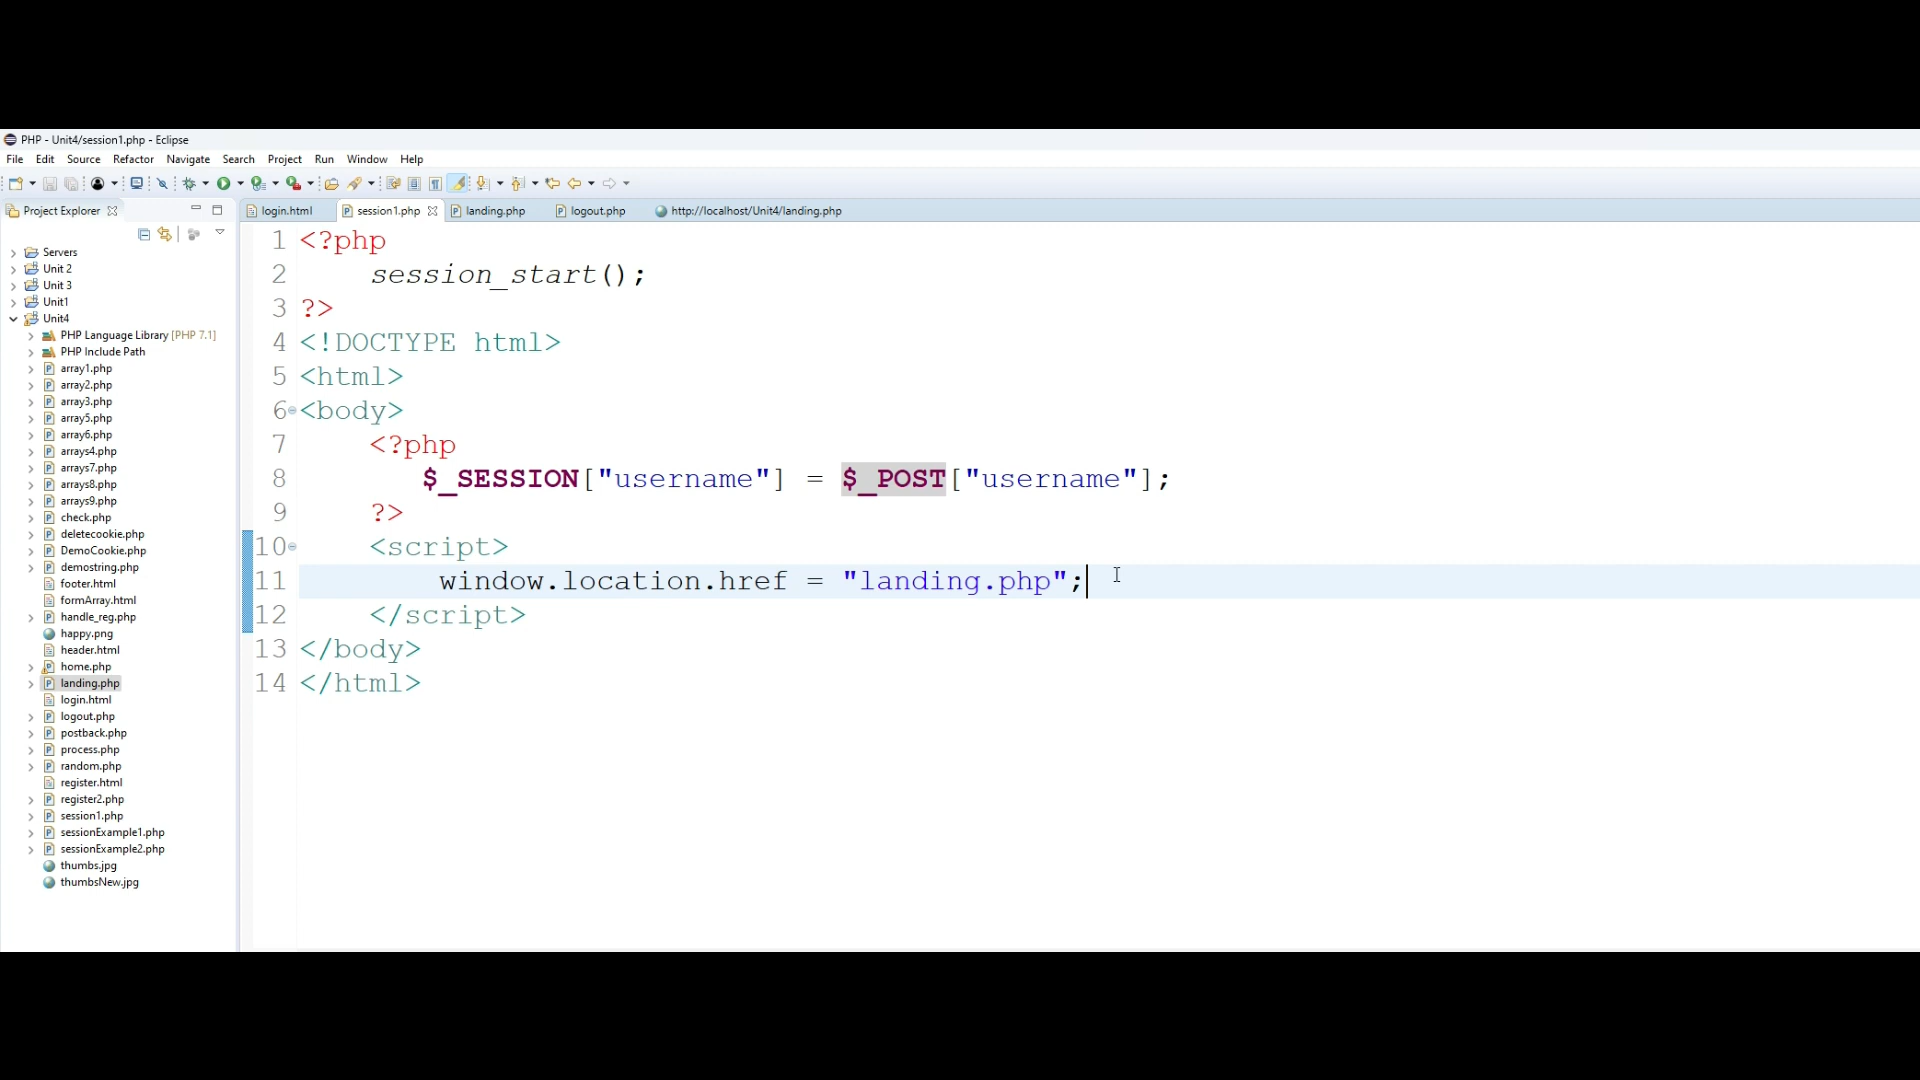 PHP - Unit4/session1.php - Eclipse
File Edit Source Refactor Navigate Search Project Run Window Help
Project Explorer
login.html session1.php landing.php logout.php http://localhost/Unit4/landing.php
Servers
Unit 2
Unit 3
Unit1
Unit4
PHP Language Library [PHP 7.1]
PHP Include Path
array1.php
array2.php
array3.php
array5.php
array6.php
arrays4.php
arrays7.php
arrays8.php
arrays9.php
check.php
deletecookie.php
DemoCookie.php
demostring.php
footer.html
formArray.html
handle_reg.php
happy.png
header.html
home.php
landing.php
login.html
logout.php
postback.php
process.php
random.php
register.html
register2.php
session1.php
sessionExample1.php
sessionExample2.php
thumbs.jpg
thumbsNew.jpg
1 <?php
2 session_start();
3 ?>
4 <!DOCTYPE html>
5 <html>
6 <body>
7 <?php
8 $_SESSION["username"] = $_POST["username"];
9 ?>
10 <script>
11 window.location.href = "landing.php";
12 </script>
13 </body>
14 </html>